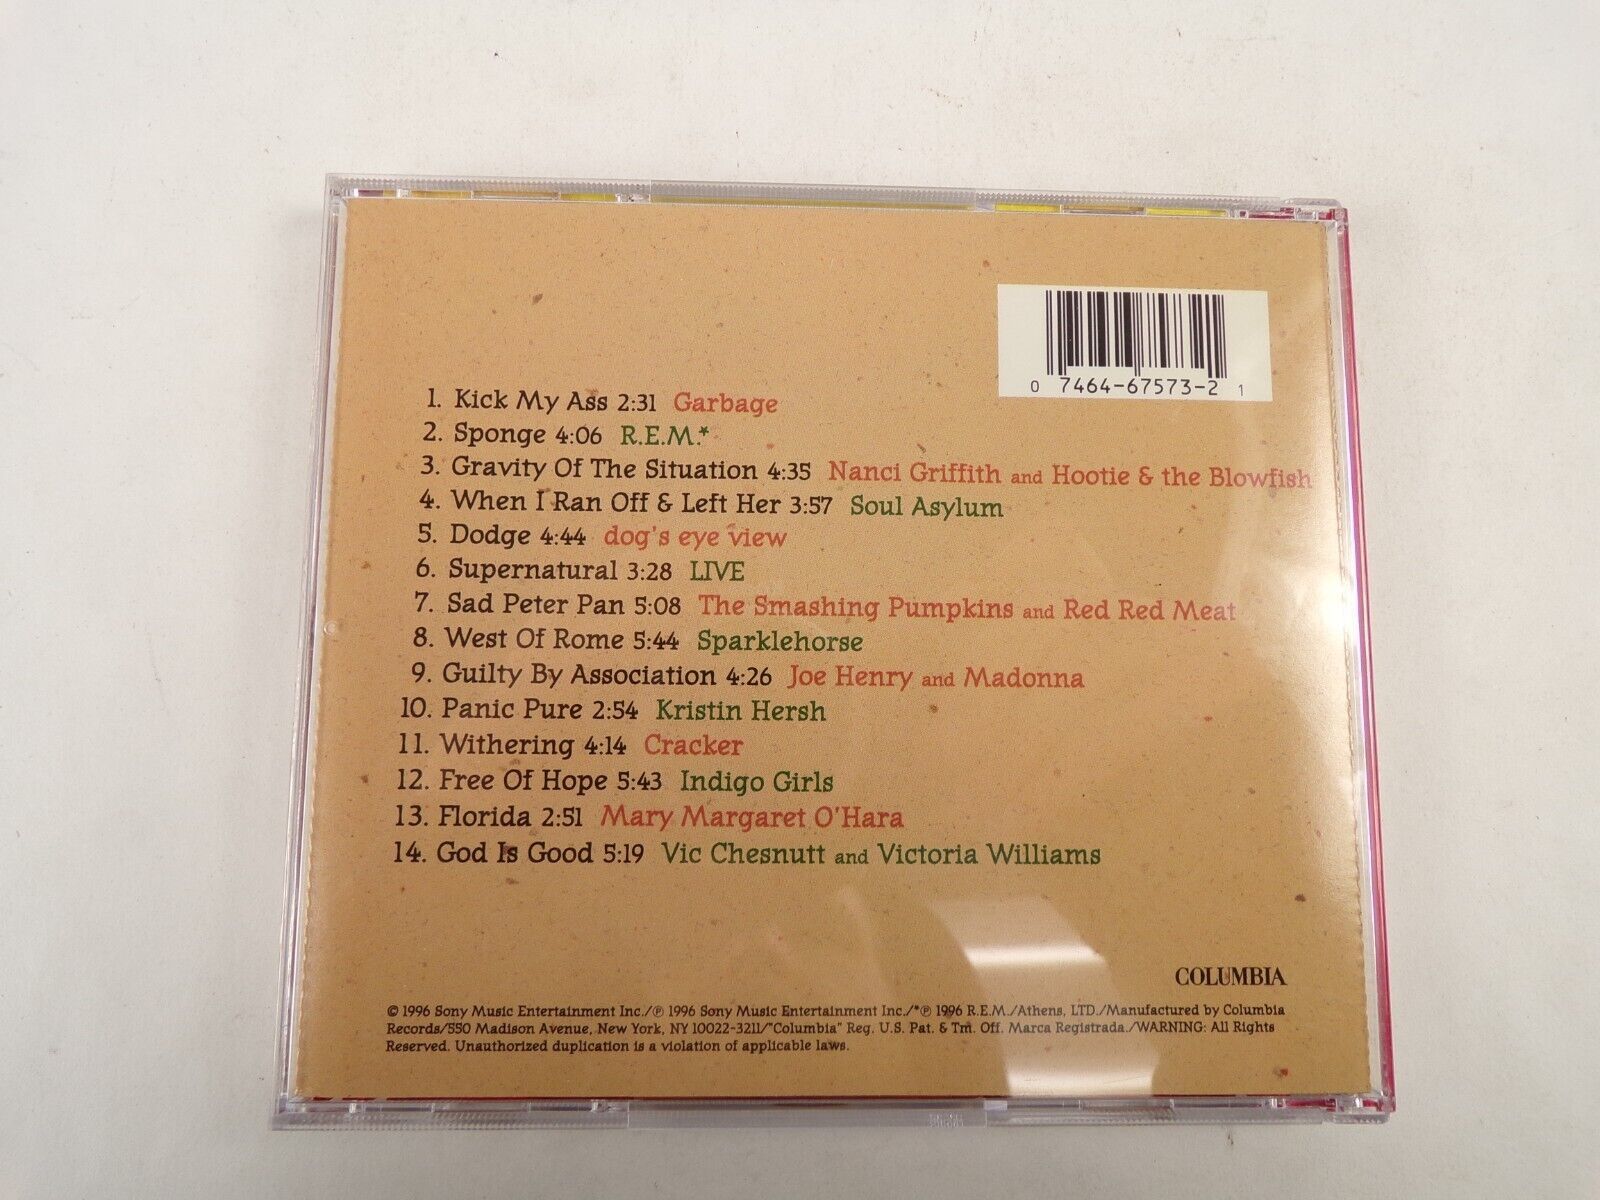 0 7464-67573-2 1
1. Kick My Ass 2:31 Garbage
2. Sponge 4:06 R.E.M.*
3. Gravity Of The Situation 4:35 Nanci Griffith and Hootie & the Blowfish
4. When I Ran Off & Left Her 3:57 Soul Asylum
5. Dodge 4:44 dog's eye view
6. Supernatural 3:28 LIVE
7. Sad Peter Pan 5:08 The Smashing Pumpkins and Red Red Meat
8. West Of Rome 5:44 Sparklehorse
9. Guilty By Association 4:26 Joe Henry and Madonna
10. Panic Pure 2:54 Kristin Hersh
11. Withering 4:14 Cracker
12. Free Of Hope 5:43 Indigo Girls
13. Florida 2:51 Mary Margaret O'Hara
14. God Is Good 5:19 Vic Chesnutt and Victoria Williams
COLUMBIA
© 1996 Sony Music Entertainment Inc./℗ 1996 Sony Music Entertainment Inc./*℗ 1996 R.E.M./Athens, LTD./Manufactured by Columbia
Records/550 Madison Avenue, New York, NY 10022-3211/"Columbia" Reg. U.S. Pat. & Tm. Off. Marca Registrada./WARNING: All Rights
Reserved. Unauthorized duplication is a violation of applicable laws.